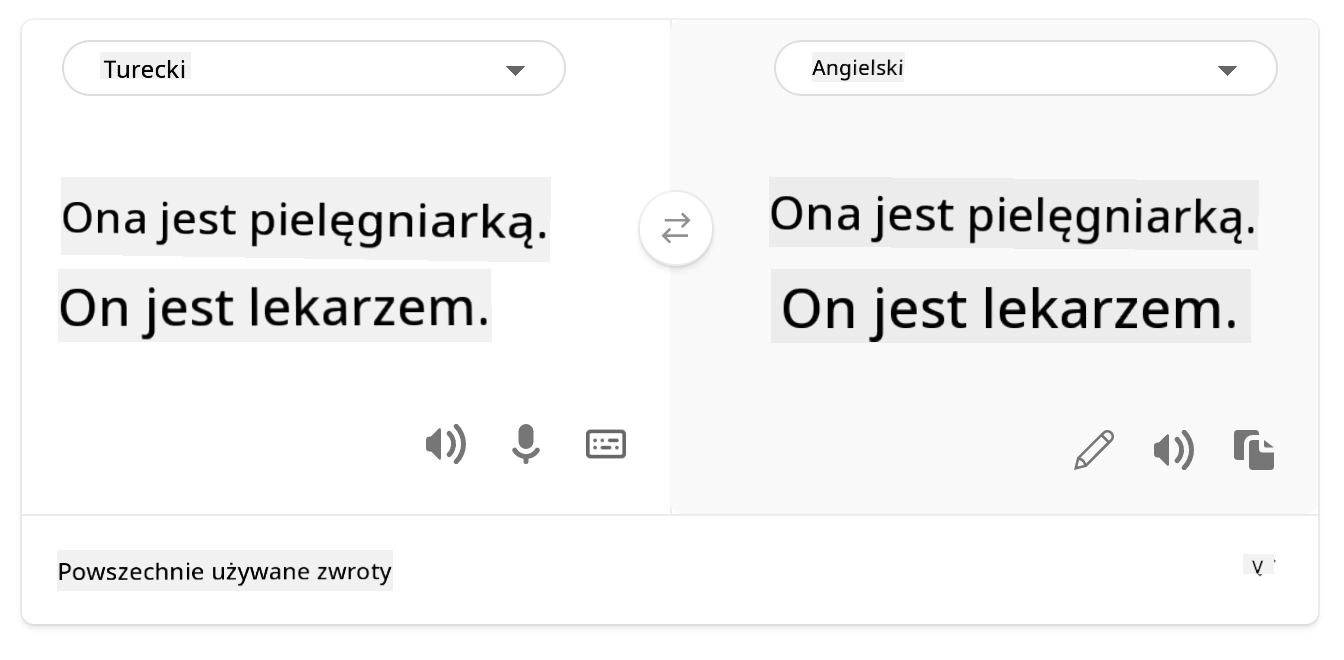 Turecki
Angielski
Ona jest pielęgniarką.
On jest lekarzem.
Ona jest pielęgniarką.
On jest lekarzem.
Powszechnie używane zwroty